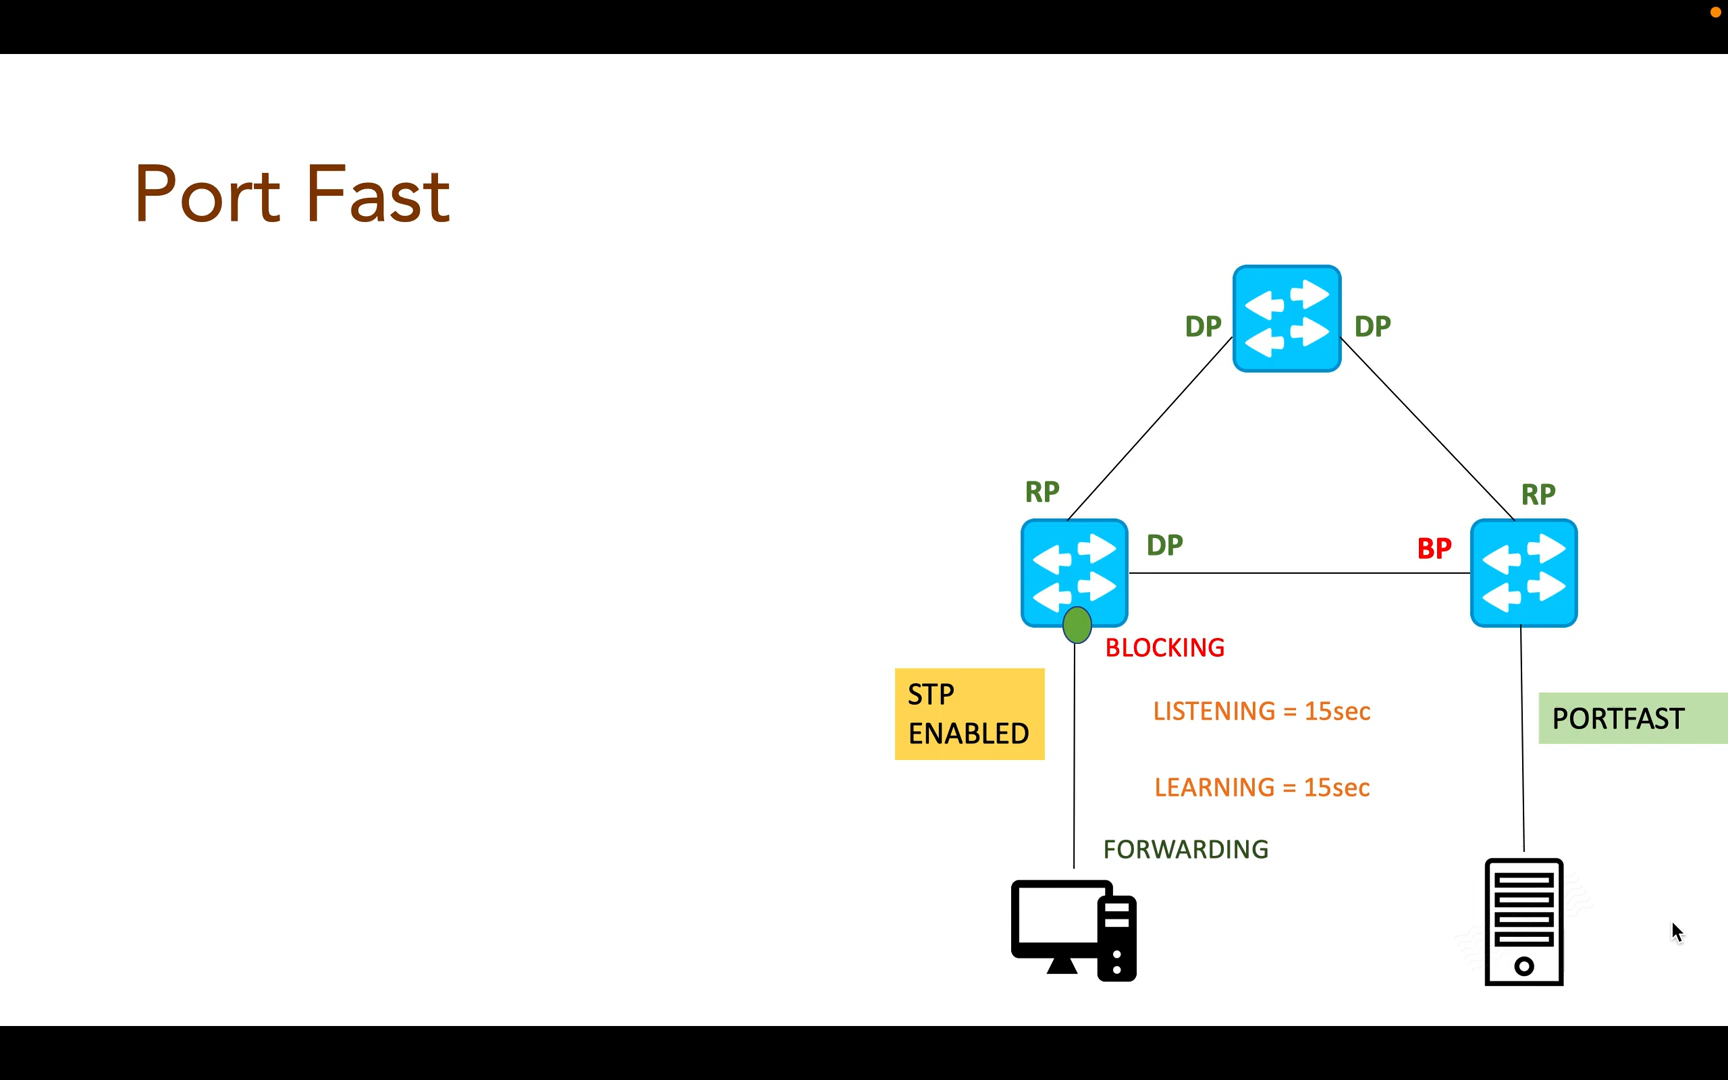 Port Fast
DP
DP
RP
RP
DP
BP
BLOCKING
STP
ENABLED
LISTENING = 15sec
PORTFAST
LEARNING = 15sec
FORWARDING